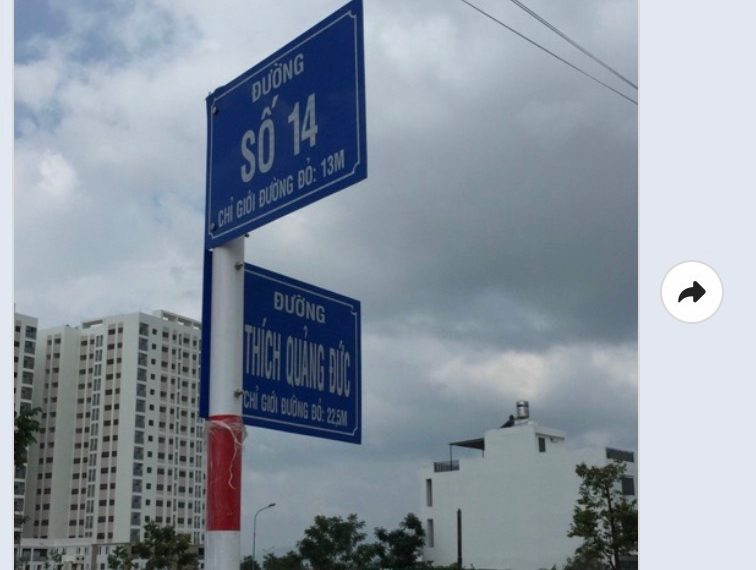 ĐƯỜNG
SỐ 14
CHỈ GIỚI ĐƯỜNG ĐỎ: 13M
ĐƯỜNG
THÍCH QUẢNG ĐỨC
CHỈ GIỚI ĐƯỜNG ĐỎ: 22,5M